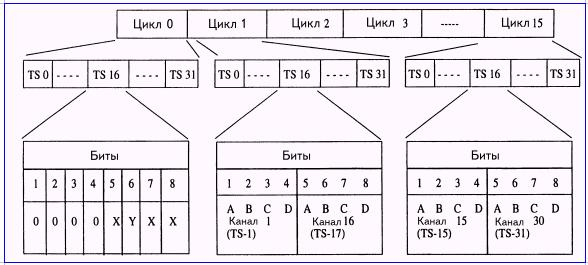 Цикл 0 Цикл 1 Цикл 2 Цикл 3 ----- Цикл 15
TS 0 ---- TS 16 ---- TS 31 TS 0 ---- TS 16 ---- TS 31 TS 0 ---- TS 16 ---- TS 31
Биты Биты Биты
1 2 3 4 5 6 7 8 1 2 3 4 5 6 7 8 1 2 3 4 5 6 7 8
0 0 0 0 X Y X X A B C D A B C D A B C D A B C D
Канал 1 Канал 16 Канал 15 Канал 30
(TS-1) (TS-17) (TS-15) (TS-31)